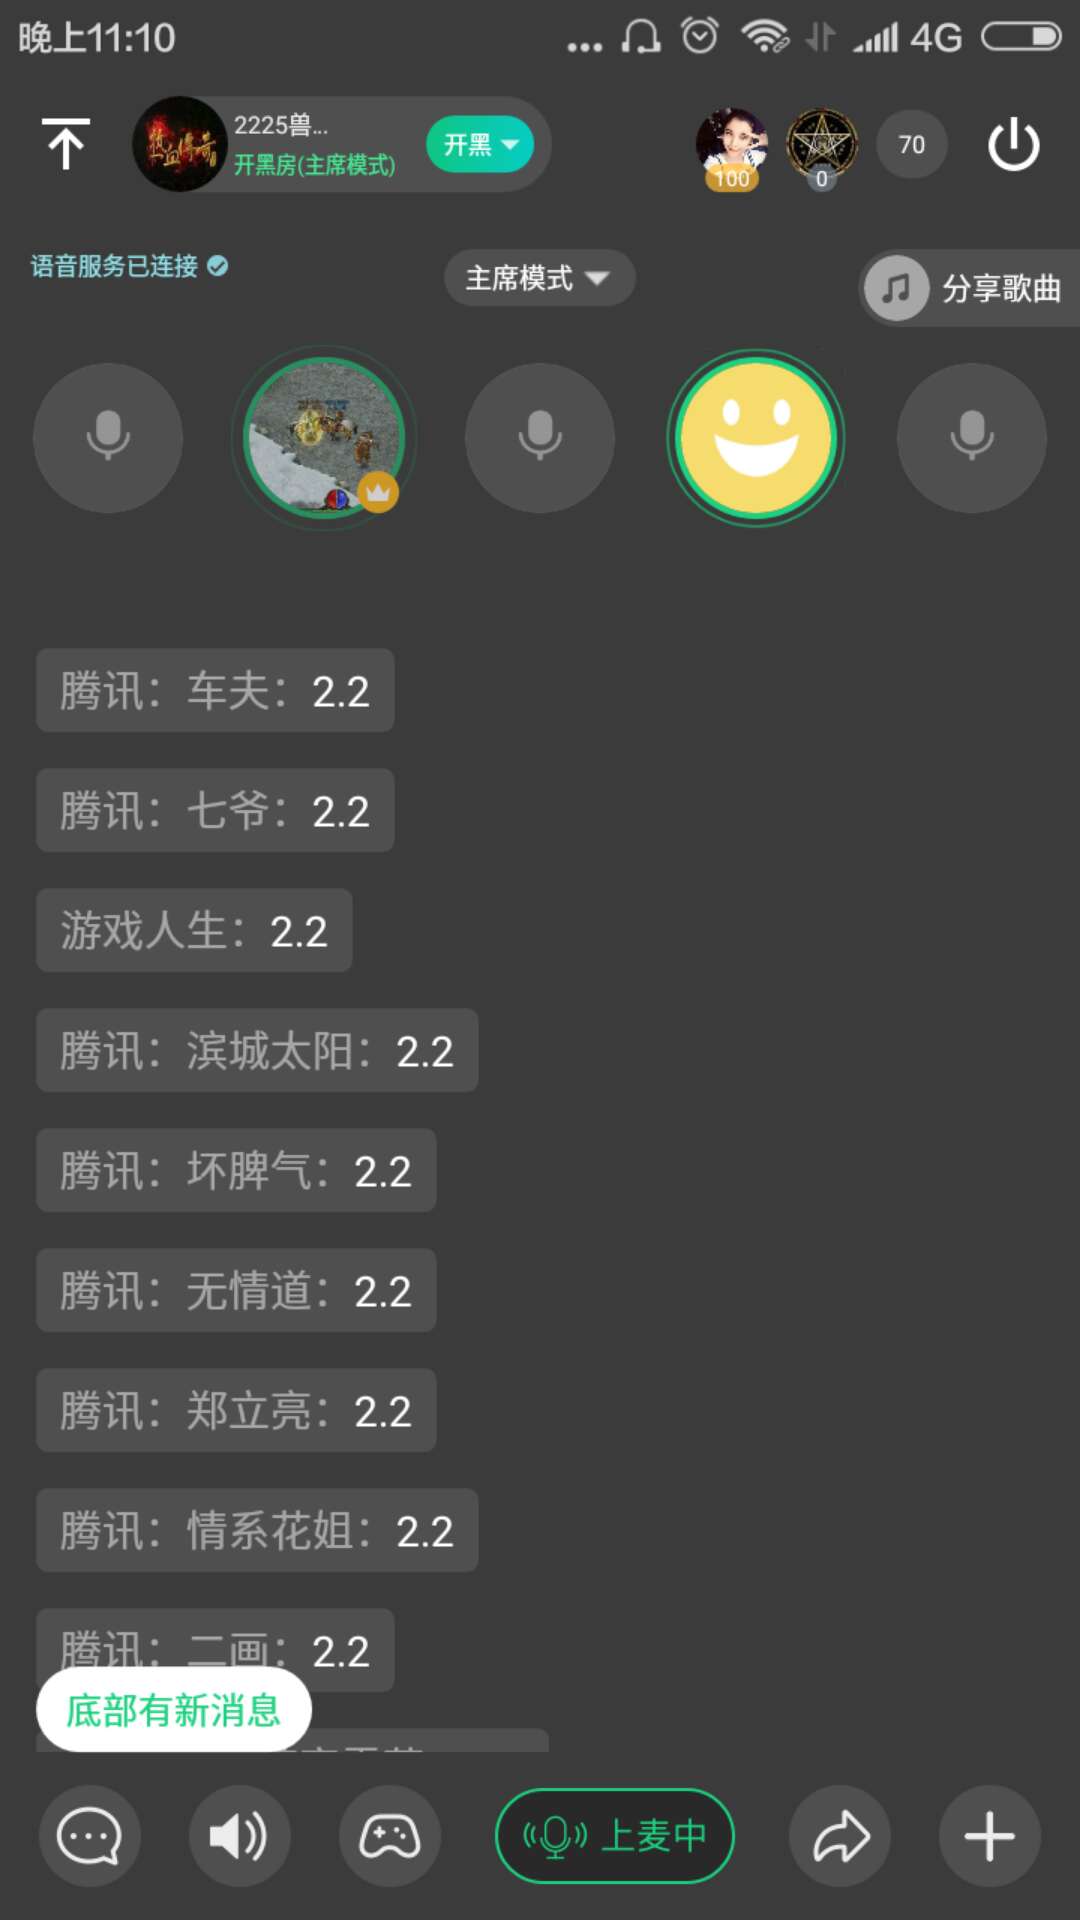 晚上11:10
4G
热血传奇
2225兽...
开黑房(主席模式)
开黑
100
0
70
语音服务已连接
主席模式
分享歌曲
腾讯：车夫：2.2
腾讯：七爷：2.2
游戏人生：2.2
腾讯：滨城太阳：2.2
腾讯：坏脾气：2.2
腾讯：无情道：2.2
腾讯：郑立亮：2.2
腾讯：情系花姐：2.2
腾讯：二画：2.2
底部有新消息
上麦中